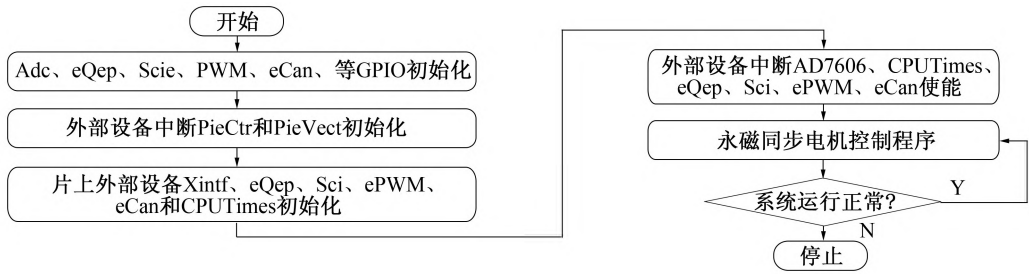 开始
Adc、eQep、Scie、PWM、eCan、等GPIO初始化
外部设备中断PieCtr和PieVect初始化
片上外部设备Xintf、eQep、Sci、ePWM、
eCan和CPUTimes初始化
外部设备中断AD7606、CPUTimes、
eQep、Sci、ePWM、eCan使能
永磁同步电机控制程序
系统运行正常?
Y
N
停止